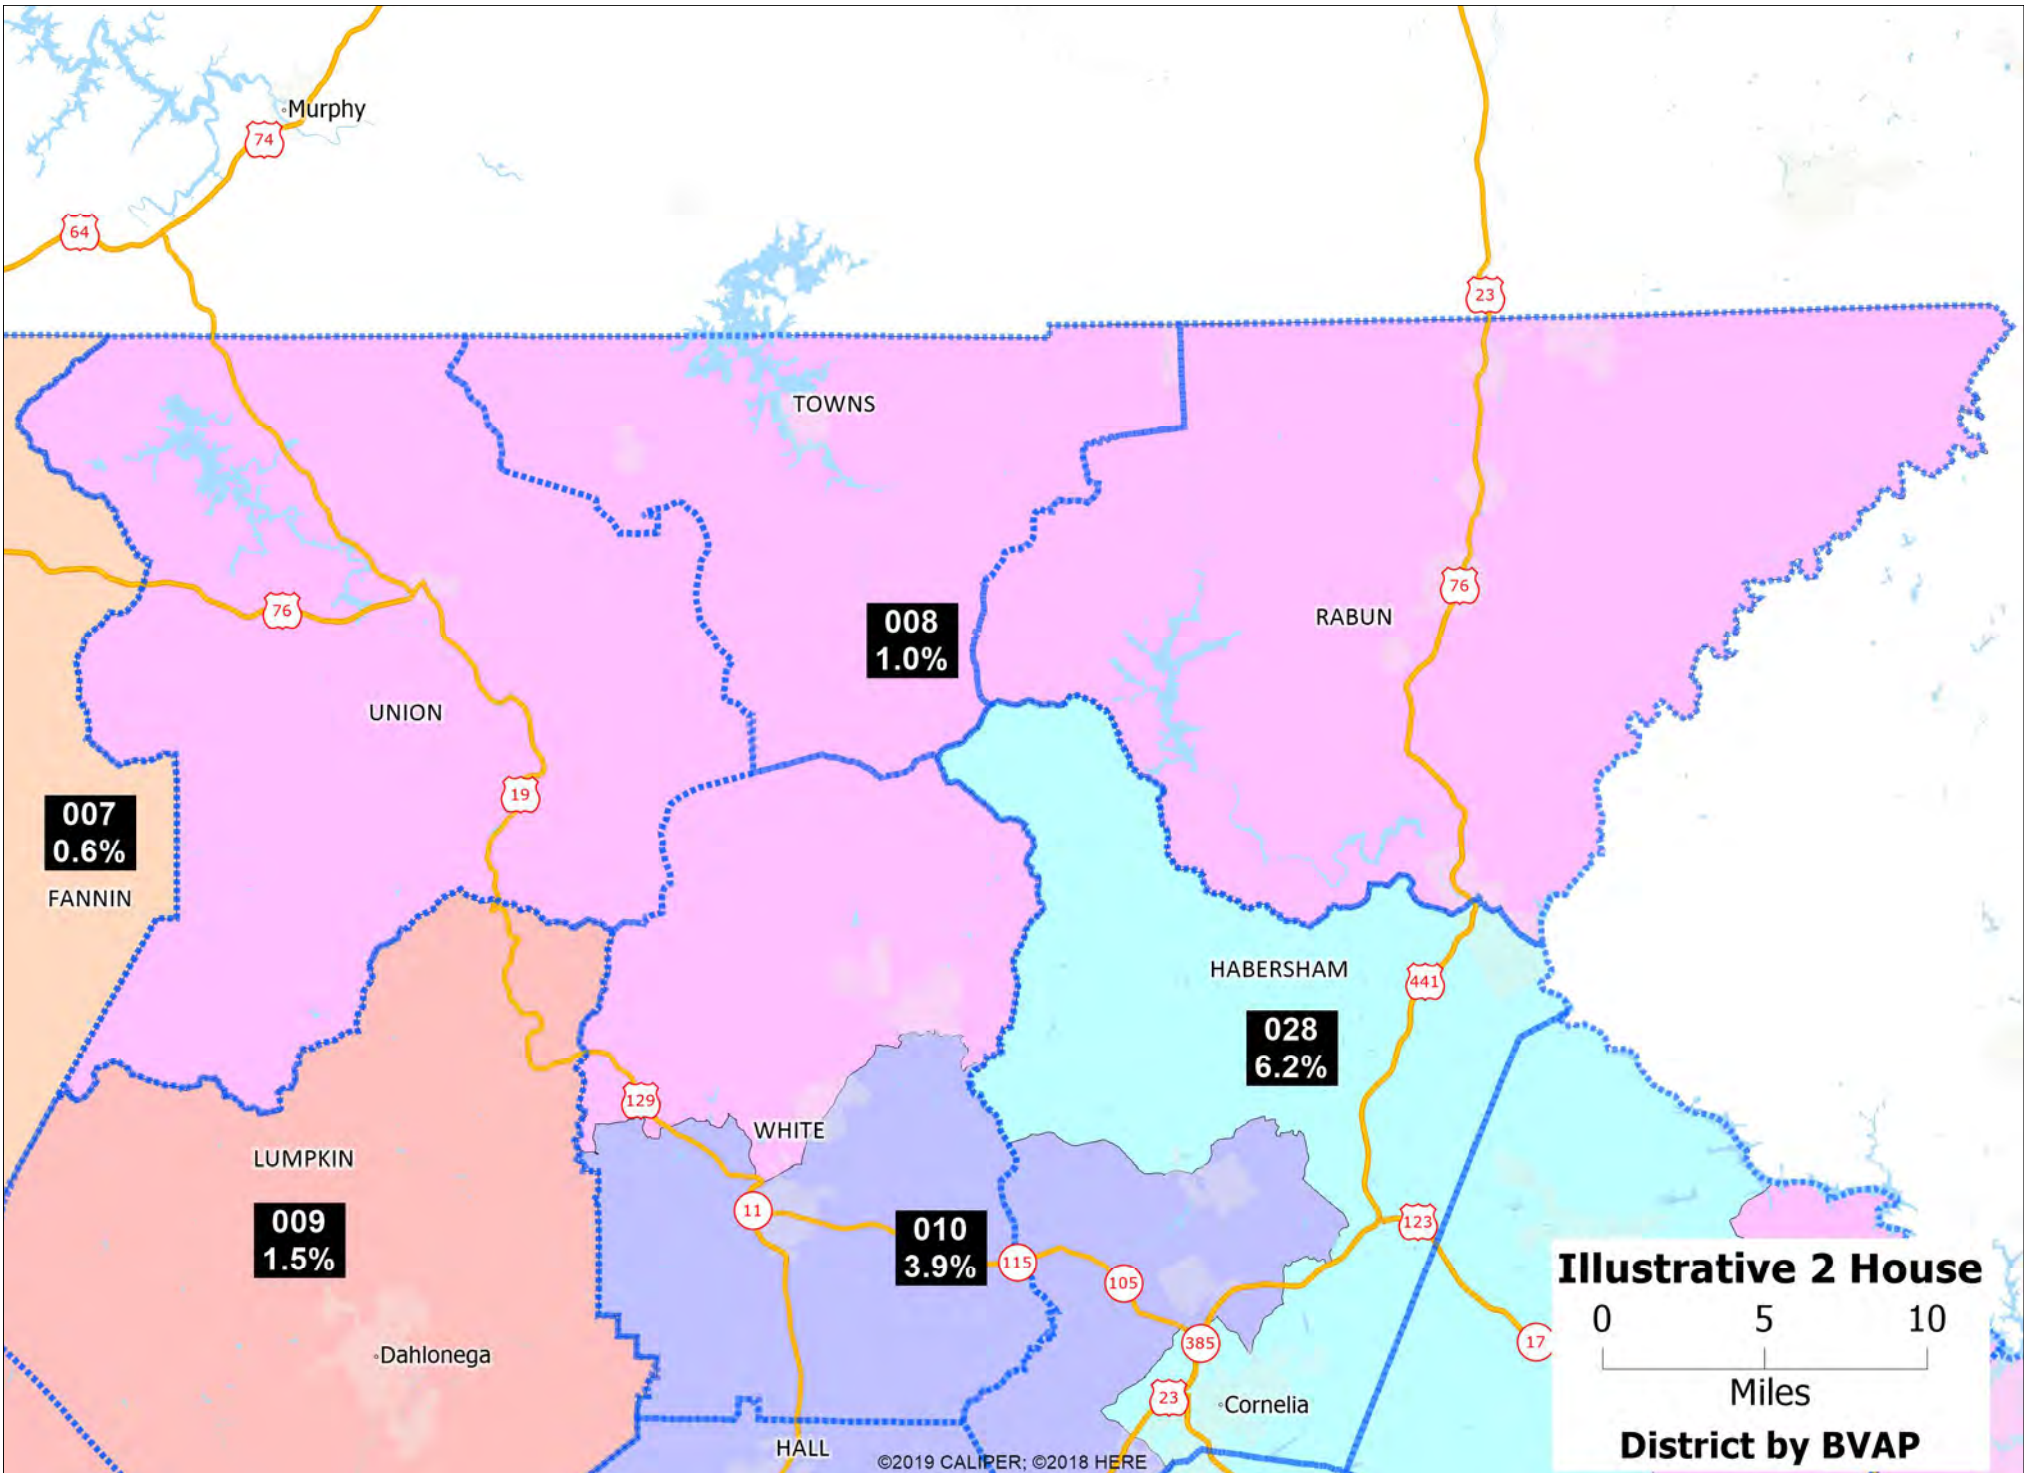 Murphy
74
64
23
TOWNS
76
008
1.0%
RABUN
76
UNION
19
007
0.6%
FANNIN
HABERSHAM
441
028
6.2%
129
WHITE
LUMPKIN
009
1.5%
11
010
3.9%
115
105
123
385
17
Dahlonega
23
Cornelia
HALL
Illustrative 2 House
0 5 10
Miles
District by BVAP
©2019 CALIPER; ©2018 HERE